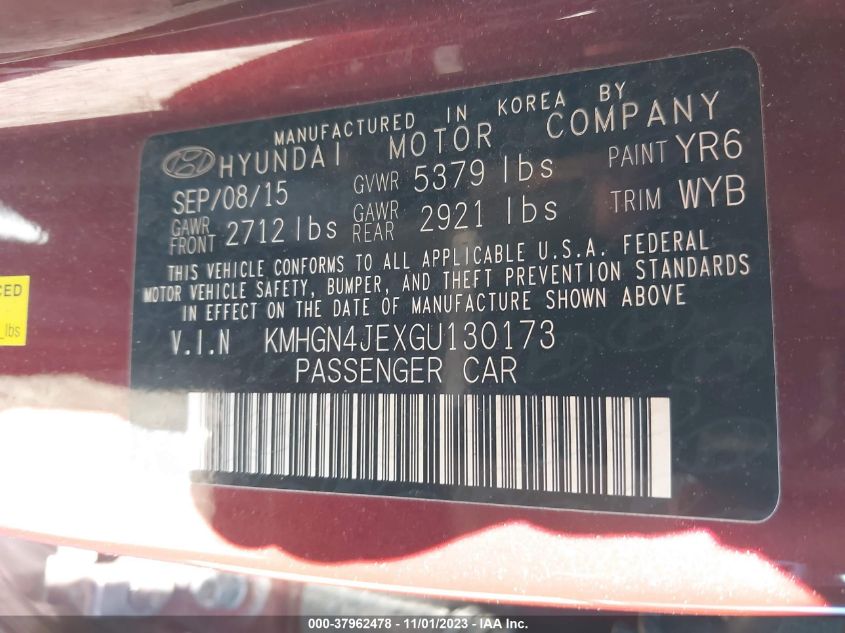 MANUFACTURED IN KOREA BY
HYUNDAI MOTOR COMPANY
SEP/08/15 GVWR 5379 lbs PAINT YR6
GAWR FRONT 2712 lbs GAWR REAR 2921 lbs TRIM WYB
THIS VEHICLE CONFORMS TO ALL APPLICABLE U.S.A. FEDERAL
MOTOR VEHICLE SAFETY, BUMPER, AND THEFT PREVENTION STANDARDS
IN EFFECT ON THE DATE OF MANUFACTURE SHOWN ABOVE
V.I.N KMHGN4JEXGU130173
PASSENGER CAR
lbs
000-37962478 - 11/01/2023 - IAA Inc.